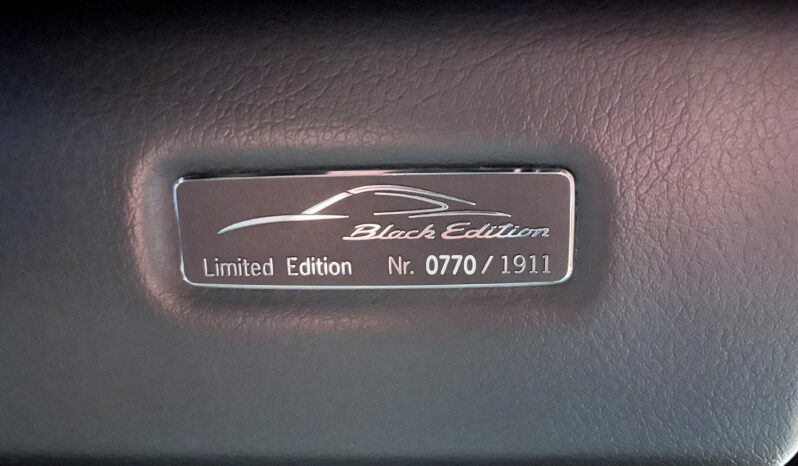 Black Edition
Limited Edition Nr. 0770 / 1911